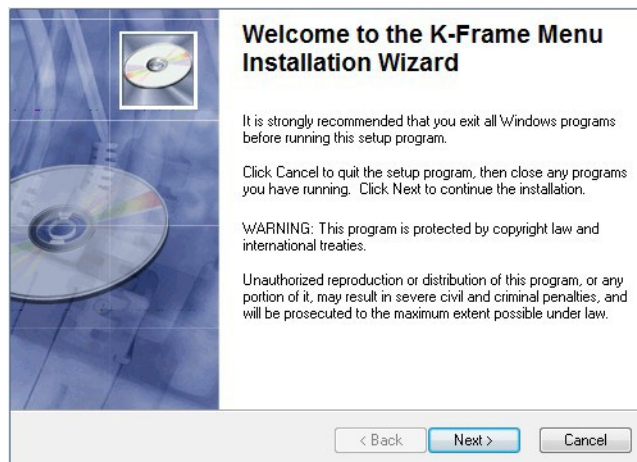 Welcome to the K-Frame Menu
Installation Wizard
It is strongly recommended that you exit all Windows programs
before running this setup program.
Click Cancel to quit the setup program, then close any programs
you have running.  Click Next to continue the installation.
WARNING: This program is protected by copyright law and
international treaties.
Unauthorized reproduction or distribution of this program, or any
portion of it, may result in severe civil and criminal penalties, and
will be prosecuted to the maximum extent possible under law.
< Back Next > Cancel